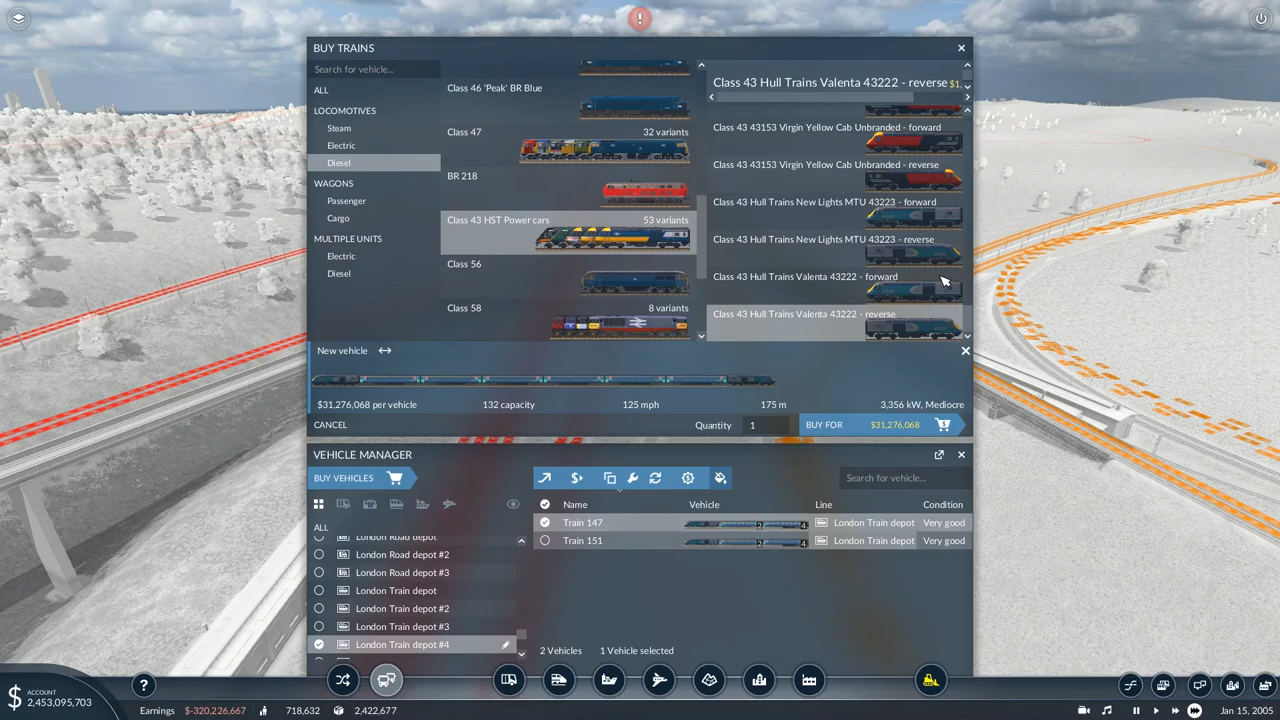 BUY TRAINS
Search for vehicle...
ALL
LOCOMOTIVES
Steam
Electric
Diesel
WAGONS
Passenger
Cargo
MULTIPLE UNITS
Electric
Diesel
Class 46 'Peak' BR Blue
Class 47 32 variants
BR 218
Class 43 HST Power cars 53 variants
Class 56
Class 58 8 variants
Class 43 Hull Trains Valenta 43222 - reverse $1.
Class 43 43153 Virgin Yellow Cab Unbranded - forward
Class 43 43153 Virgin Yellow Cab Unbranded - reverse
Class 43 Hull Trains New Lights MTU 43223 - forward
Class 43 Hull Trains New Lights MTU 43223 - reverse
Class 43 Hull Trains Valenta 43222 - forward
Class 43 Hull Trains Valenta 43222 - reverse
New vehicle
$31,276,068 per vehicle 132 capacity 125 mph 175 m 3,356 kW, Mediocre
CANCEL Quantity 1 BUY FOR $31,276,068
VEHICLE MANAGER
BUY VEHICLES Search for vehicle...
ALL
London Road depot
London Road depot #2
London Road depot #3
London Train depot
London Train depot #2
London Train depot #3
London Train depot #4
Name Vehicle Line Condition
Train 147 2 4 London Train depot Very good
Train 151 2 4 London Train depot Very good
2 Vehicles 1 Vehicle selected
$ ACCOUNT
2,453,095,703
?
Earnings $-320,226,667 718,632 2,422,677 Jan 15, 2005